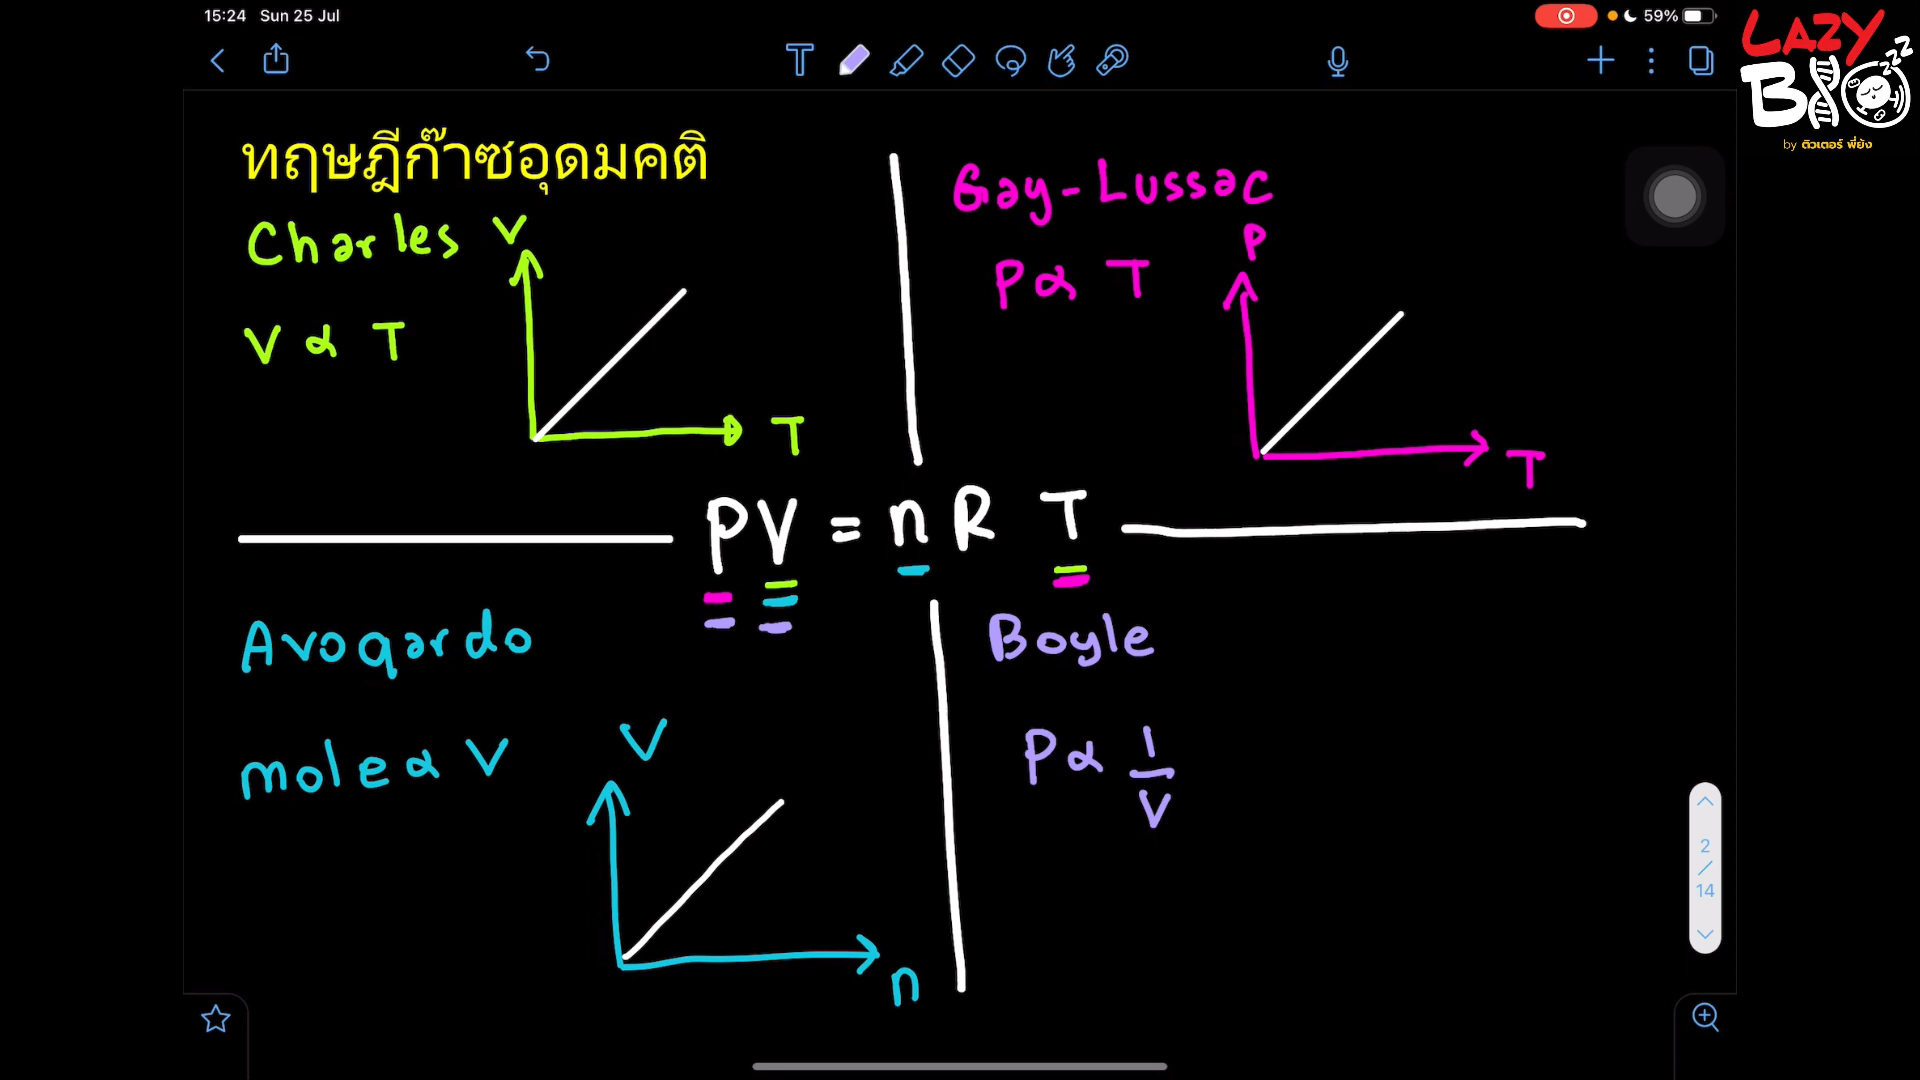 15:24 Sun 25 Jul
59%
LAZY
BIO
zzz
by ติวเตอร์ พี่ยัง
ทฤษฎีก๊าซอุดมคติ
Charles
V ∝ T
V
T
Gay-Lussac
P ∝ T
P
T
PV = nRT
Avogardo
mole ∝ V
V
n
Boyle
P ∝ 1/V
2
/
14